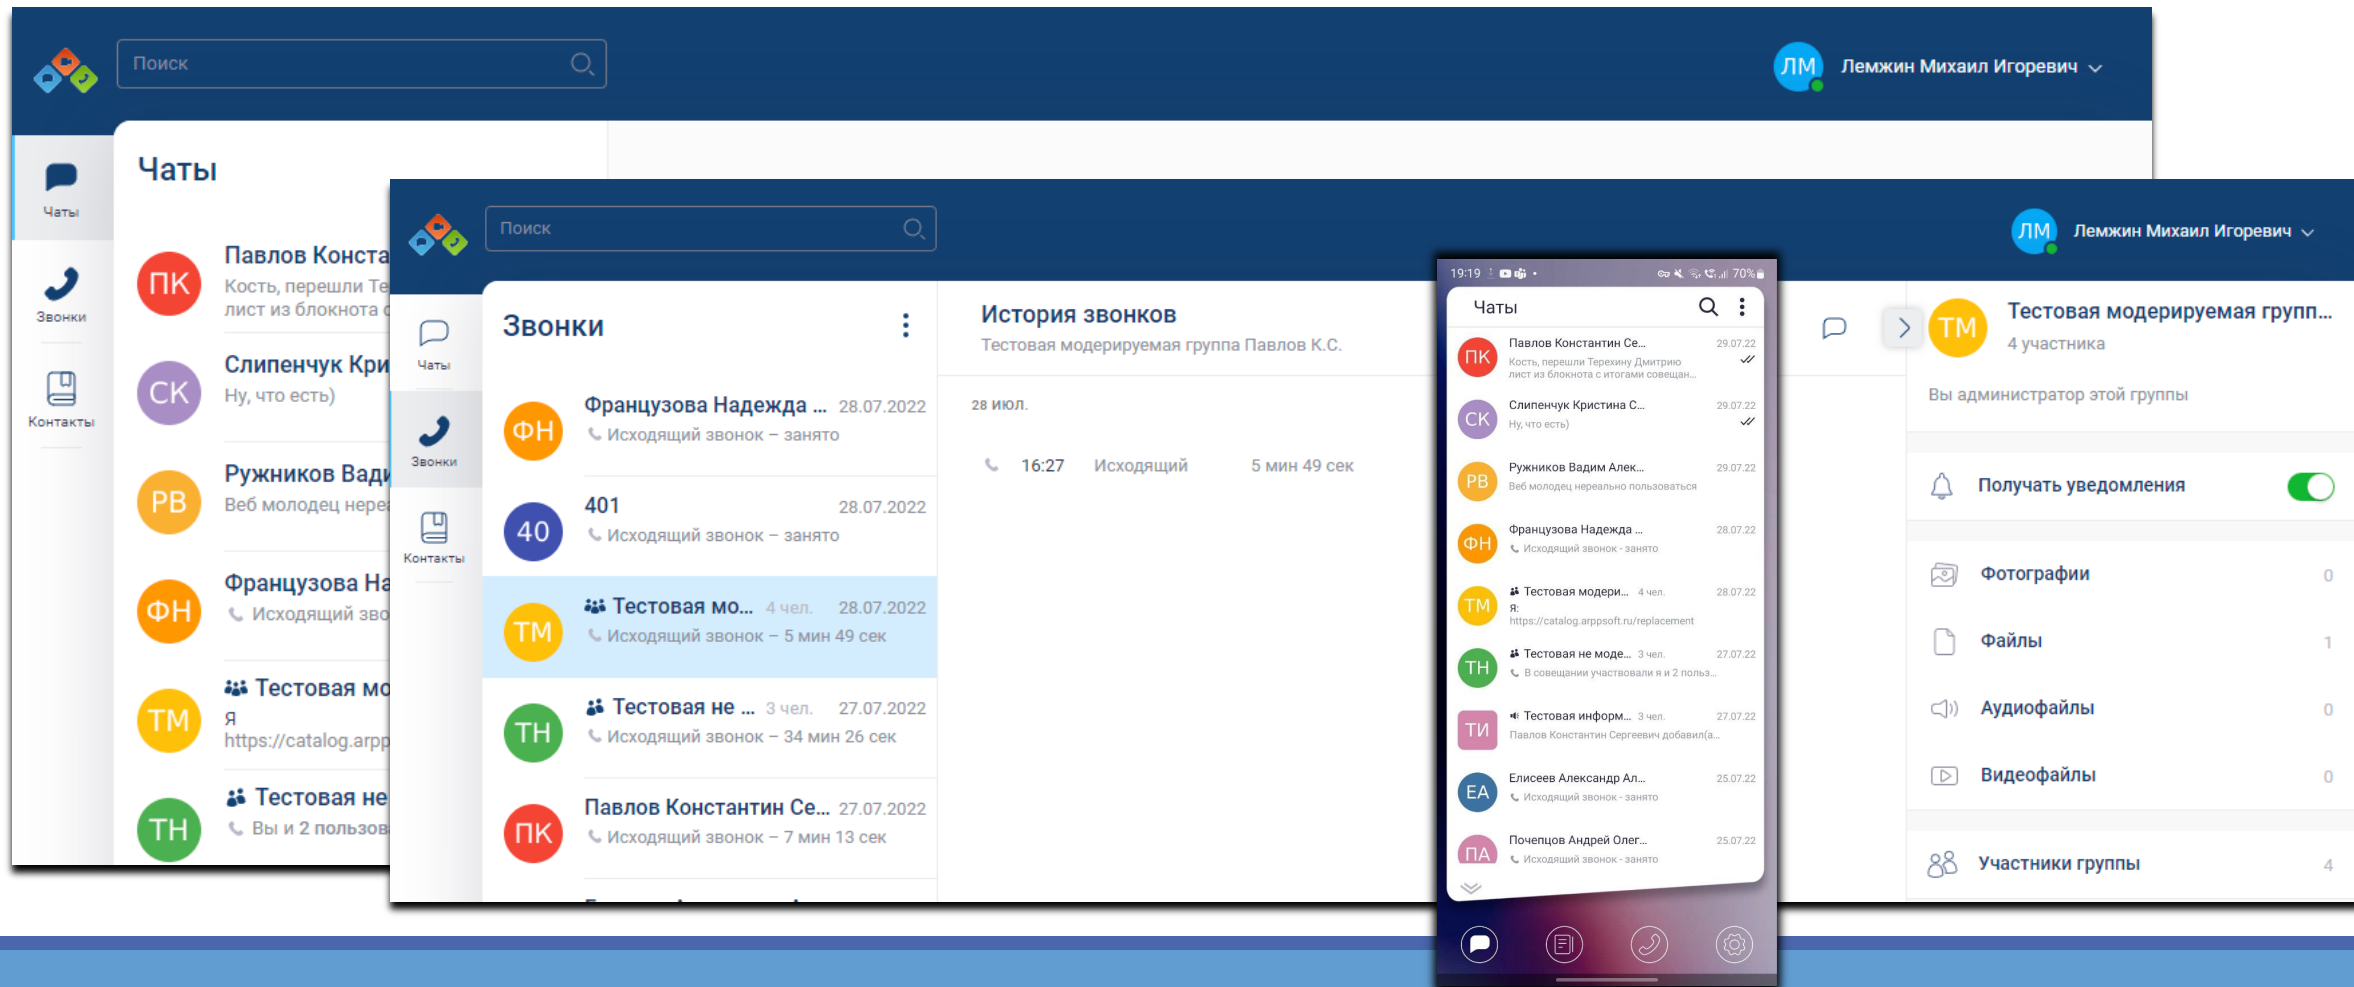 Поиск
ЛМ Лемжин Михаил Игоревич
Чаты
Чаты
Звонки
Контакты
ПК
Павлов Конста
Кость, перешли Те
лист из блокнота с
СК
Слипенчук Кри
Ну, что есть)
РВ
Ружников Вади
Веб молодец нереа
ФН
Французова На
Исходящий зво
ТМ
Тестовая мо
Я
https://catalog.arpp
ТН
Тестовая не
Вы и 2 пользов
Поиск
ЛМ Лемжин Михаил Игоревич
Чаты
Звонки
Контакты
Звонки
ФН
Французова Надежда ... 28.07.2022
Исходящий звонок – занято
40
401 28.07.2022
Исходящий звонок – занято
ТМ
Тестовая мо... 4 чел. 28.07.2022
Исходящий звонок – 5 мин 49 сек
ТН
Тестовая не ... 3 чел. 27.07.2022
Исходящий звонок – 34 мин 26 сек
ПК
Павлов Константин Се... 27.07.2022
Исходящий звонок – 7 мин 13 сек
История звонков
Тестовая модерируемая группа Павлов К.С.
28 ИЮЛ.
16:27 Исходящий 5 мин 49 сек
19:19 70%
Чаты
ПК
Павлов Константин Се... 29.07.22
Кость, перешли Терехину Дмитрию
лист из блокнота с итогами совещан...
СК
Слипенчук Кристина С... 29.07.22
Ну, что есть)
РВ
Ружников Вадим Алек... 29.07.22
Веб молодец нереально пользоваться
ФН
Французова Надежда ... 28.07.22
Исходящий звонок - занято
ТМ
Тестовая модери... 4 чел. 28.07.22
Я:
https://catalog.arppsoft.ru/replacement
ТН
Тестовая не моде... 3 чел. 27.07.22
В совещании участвовали я и 2 польз...
ТИ
Тестовая информ... 3 чел. 27.07.22
Павлов Константин Сергеевич добавил(а...
ЕА
Елисеев Александр Ал... 25.07.22
Исходящий звонок - занято
ПА
Почепцов Андрей Олег... 25.07.22
Исходящий звонок - занято
ТМ
Тестовая модерируемая групп...
4 участника
Вы администратор этой группы
Получать уведомления
Фотографии 0
Файлы 1
Аудиофайлы 0
Видеофайлы 0
Участники группы 4